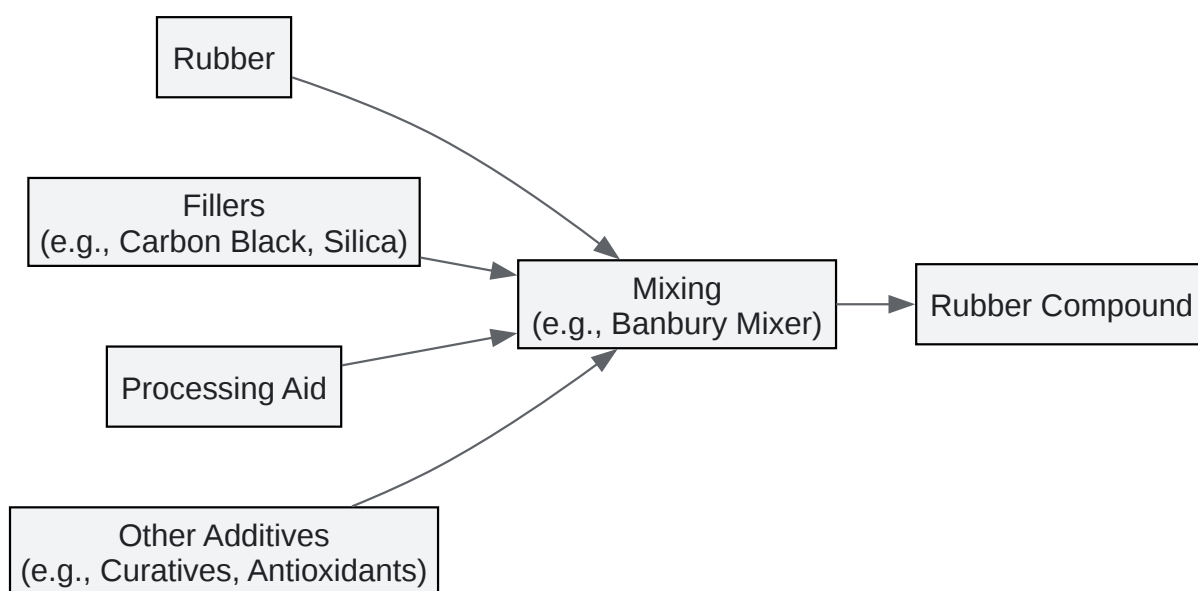 Rubber
Fillers
(e.g., Carbon Black, Silica)
Mixing
(e.g., Banbury Mixer)
Rubber Compound
Processing Aid
Other Additives
(e.g., Curatives, Antioxidants)